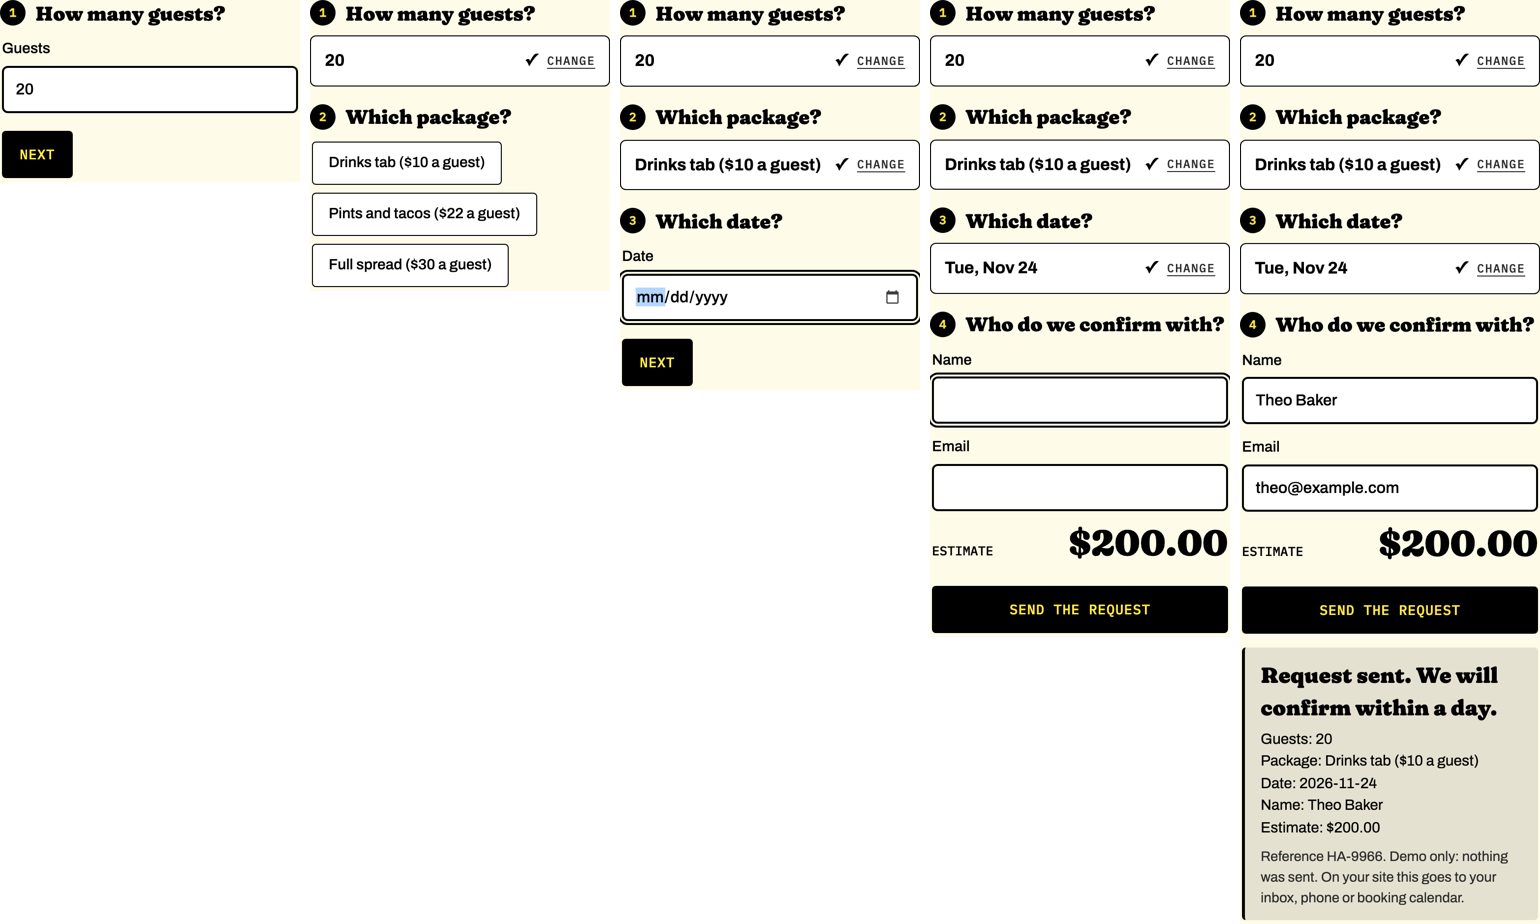 1 How many guests?
Guests
20
NEXT
1 How many guests?
20 ✓ CHANGE
2 Which package?
Drinks tab ($10 a guest)
Pints and tacos ($22 a guest)
Full spread ($30 a guest)
1 How many guests?
20 ✓ CHANGE
2 Which package?
Drinks tab ($10 a guest) ✓ CHANGE
3 Which date?
Date
mm/dd/yyyy
NEXT
1 How many guests?
20 ✓ CHANGE
2 Which package?
Drinks tab ($10 a guest) ✓ CHANGE
3 Which date?
Tue, Nov 24 ✓ CHANGE
4 Who do we confirm with?
Name
Email
ESTIMATE $200.00
SEND THE REQUEST
1 How many guests?
20 ✓ CHANGE
2 Which package?
Drinks tab ($10 a guest) ✓ CHANGE
3 Which date?
Tue, Nov 24 ✓ CHANGE
4 Who do we confirm with?
Name
Theo Baker
Email
theo@example.com
ESTIMATE $200.00
SEND THE REQUEST
Request sent. We will
confirm within a day.
Guests: 20
Package: Drinks tab ($10 a guest)
Date: 2026-11-24
Name: Theo Baker
Estimate: $200.00
Reference HA-9966. Demo only: nothing
was sent. On your site this goes to your
inbox, phone or booking calendar.